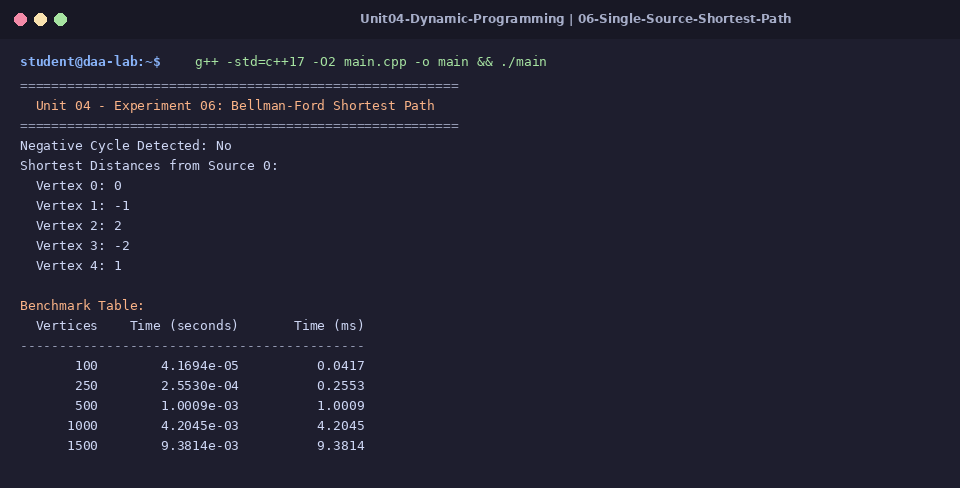 Unit04-Dynamic-Programming | 06-Single-Source-Shortest-Path
student@daa-lab:~$ g++ -std=c++17 -O2 main.cpp -o main && ./main
========================================================
Unit 04 - Experiment 06: Bellman-Ford Shortest Path
========================================================
Negative Cycle Detected: No
Shortest Distances from Source 0:
Vertex 0: 0
Vertex 1: -1
Vertex 2: 2
Vertex 3: -2
Vertex 4: 1
Benchmark Table:
Vertices    Time (seconds)       Time (ms)
--------------------------------------------
100        4.1694e-05          0.0417
250        2.5530e-04          0.2553
500        1.0009e-03          1.0009
1000        4.2045e-03          4.2045
1500        9.3814e-03          9.3814